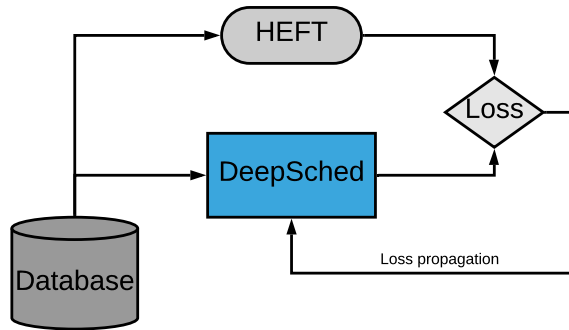 HEFT
Loss
DeepSched
Loss propagation
Database